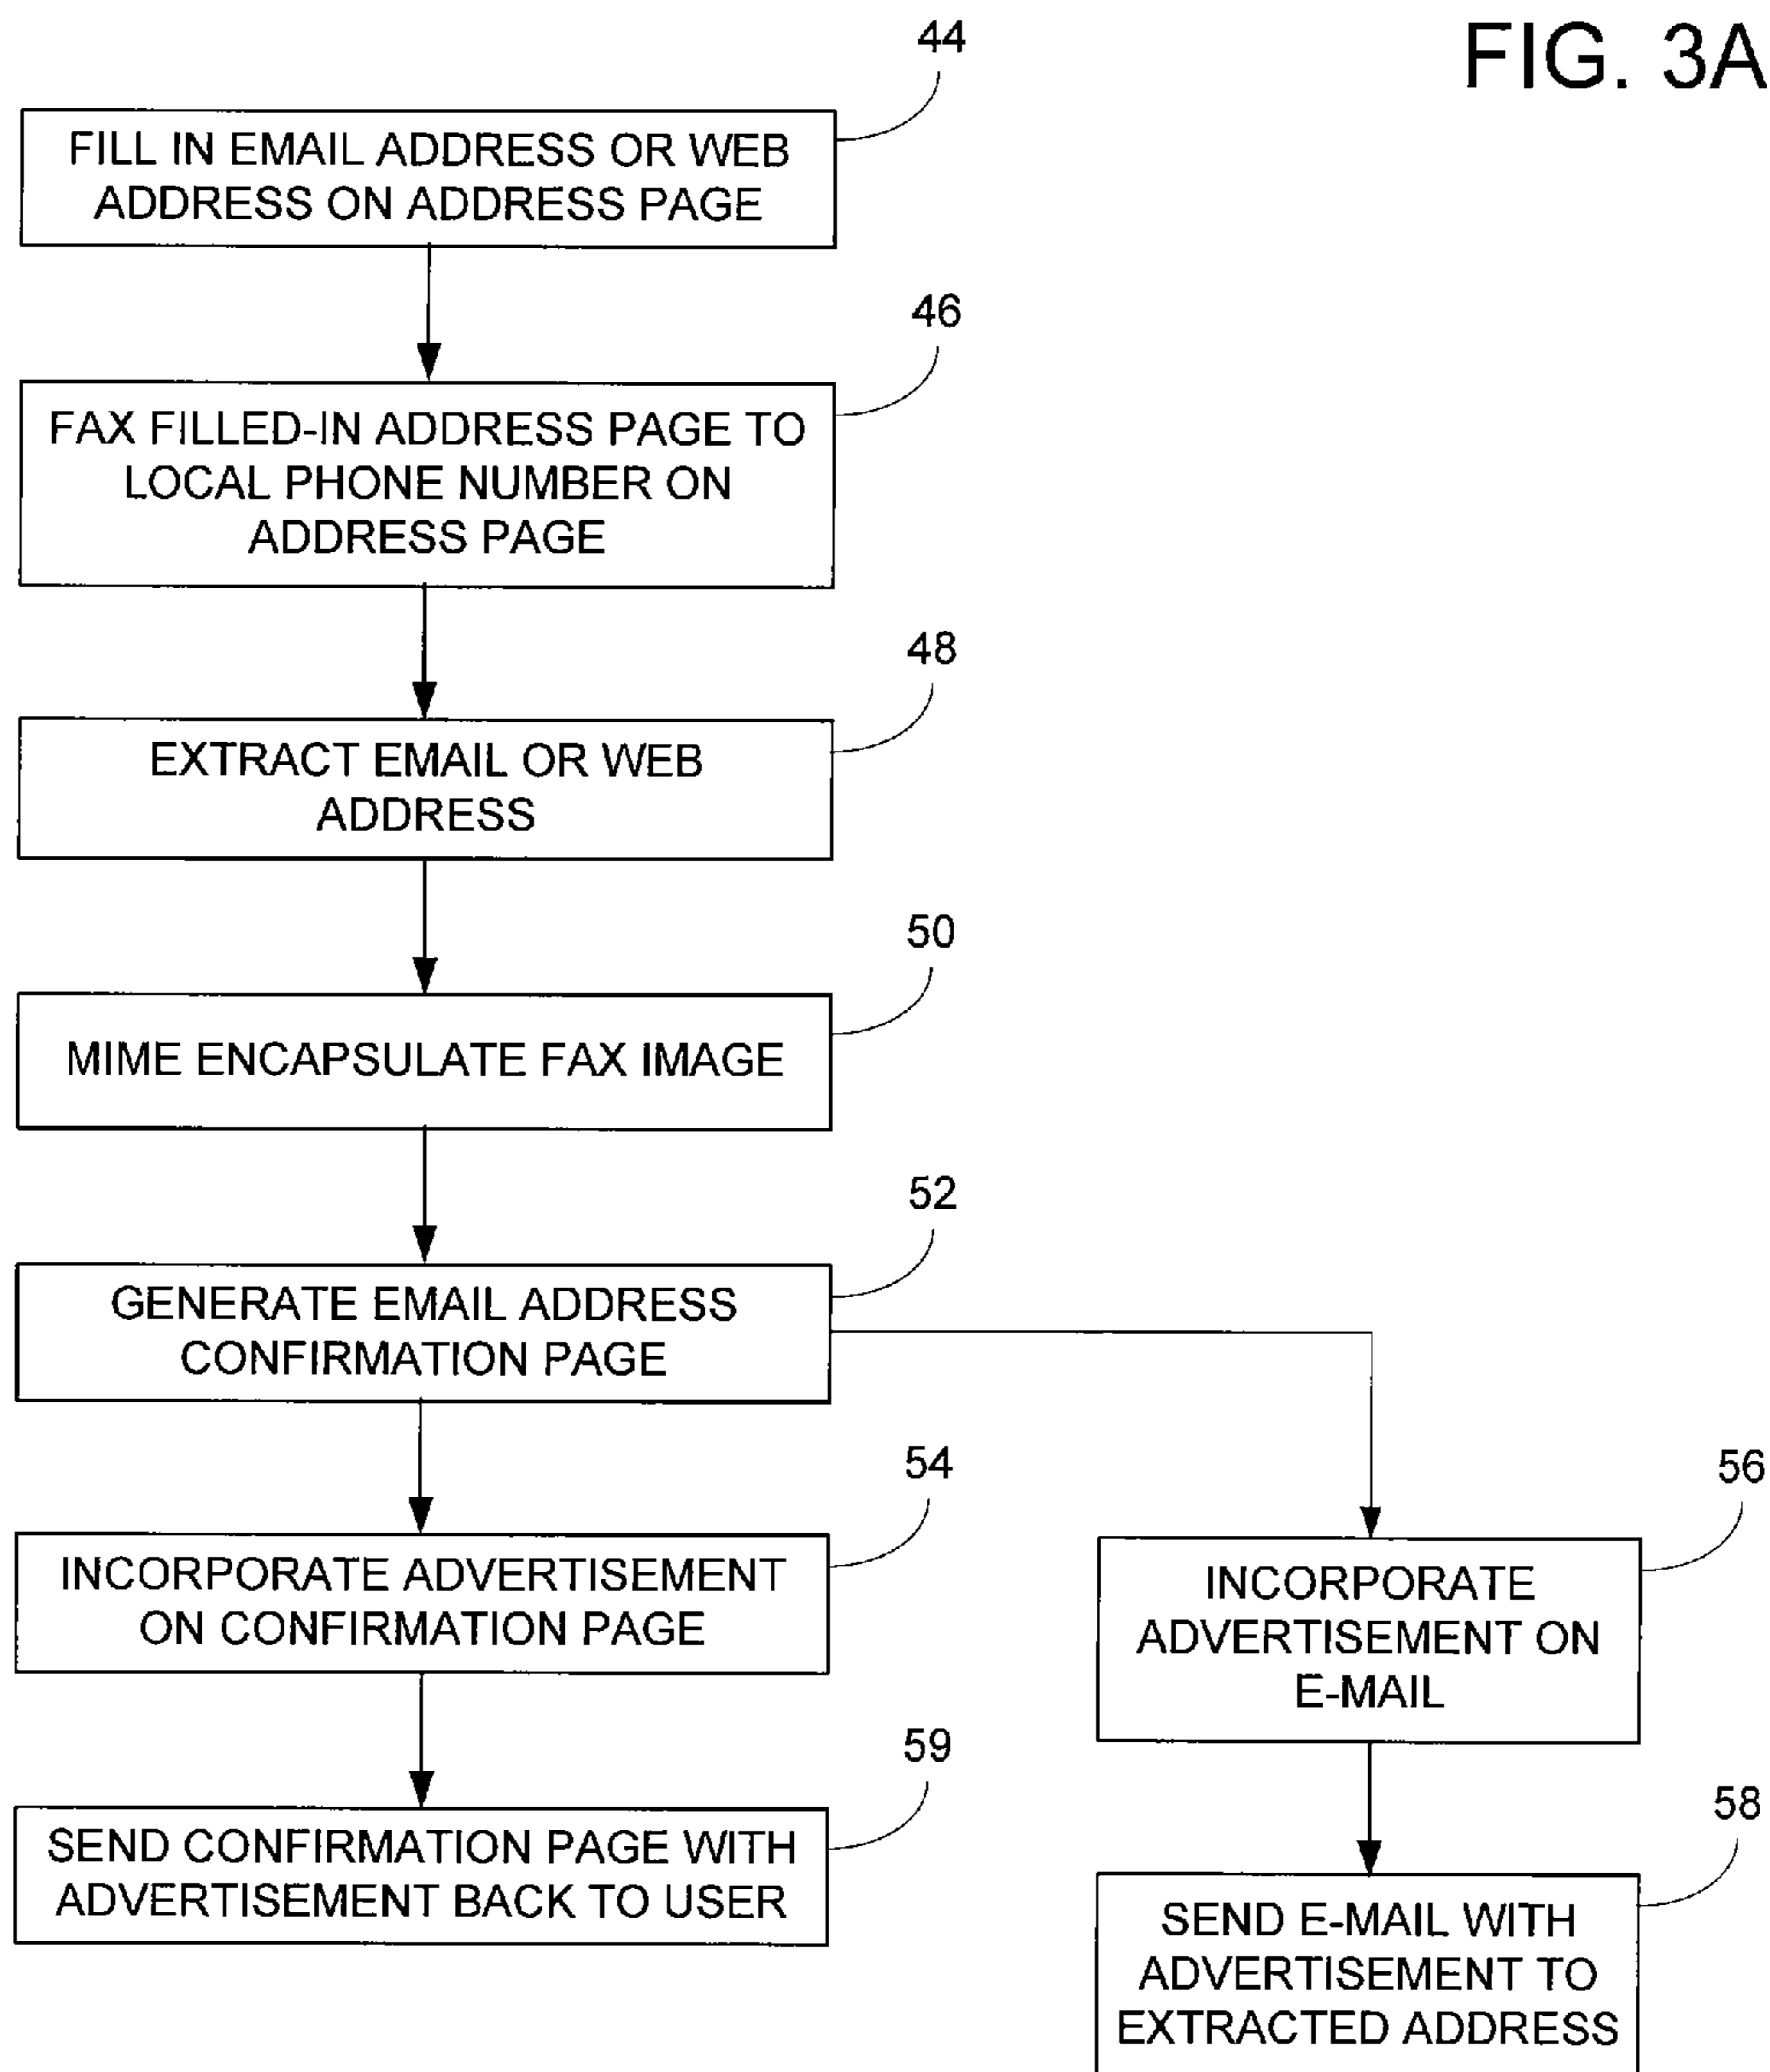 FIG. 3A
44
FILL IN EMAIL ADDRESS OR WEB
ADDRESS ON ADDRESS PAGE
46
FAX FILLED-IN ADDRESS PAGE TO
LOCAL PHONE NUMBER ON
ADDRESS PAGE
48
EXTRACT EMAIL OR WEB
ADDRESS
50
MIME ENCAPSULATE FAX IMAGE
52
GENERATE EMAIL ADDRESS
CONFIRMATION PAGE
54
INCORPORATE ADVERTISEMENT
ON CONFIRMATION PAGE
59
SEND CONFIRMATION PAGE WITH
ADVERTISEMENT BACK TO USER
56
INCORPORATE
ADVERTISEMENT ON
E-MAIL
58
SEND E-MAIL WITH
ADVERTISEMENT TO
EXTRACTED ADDRESS